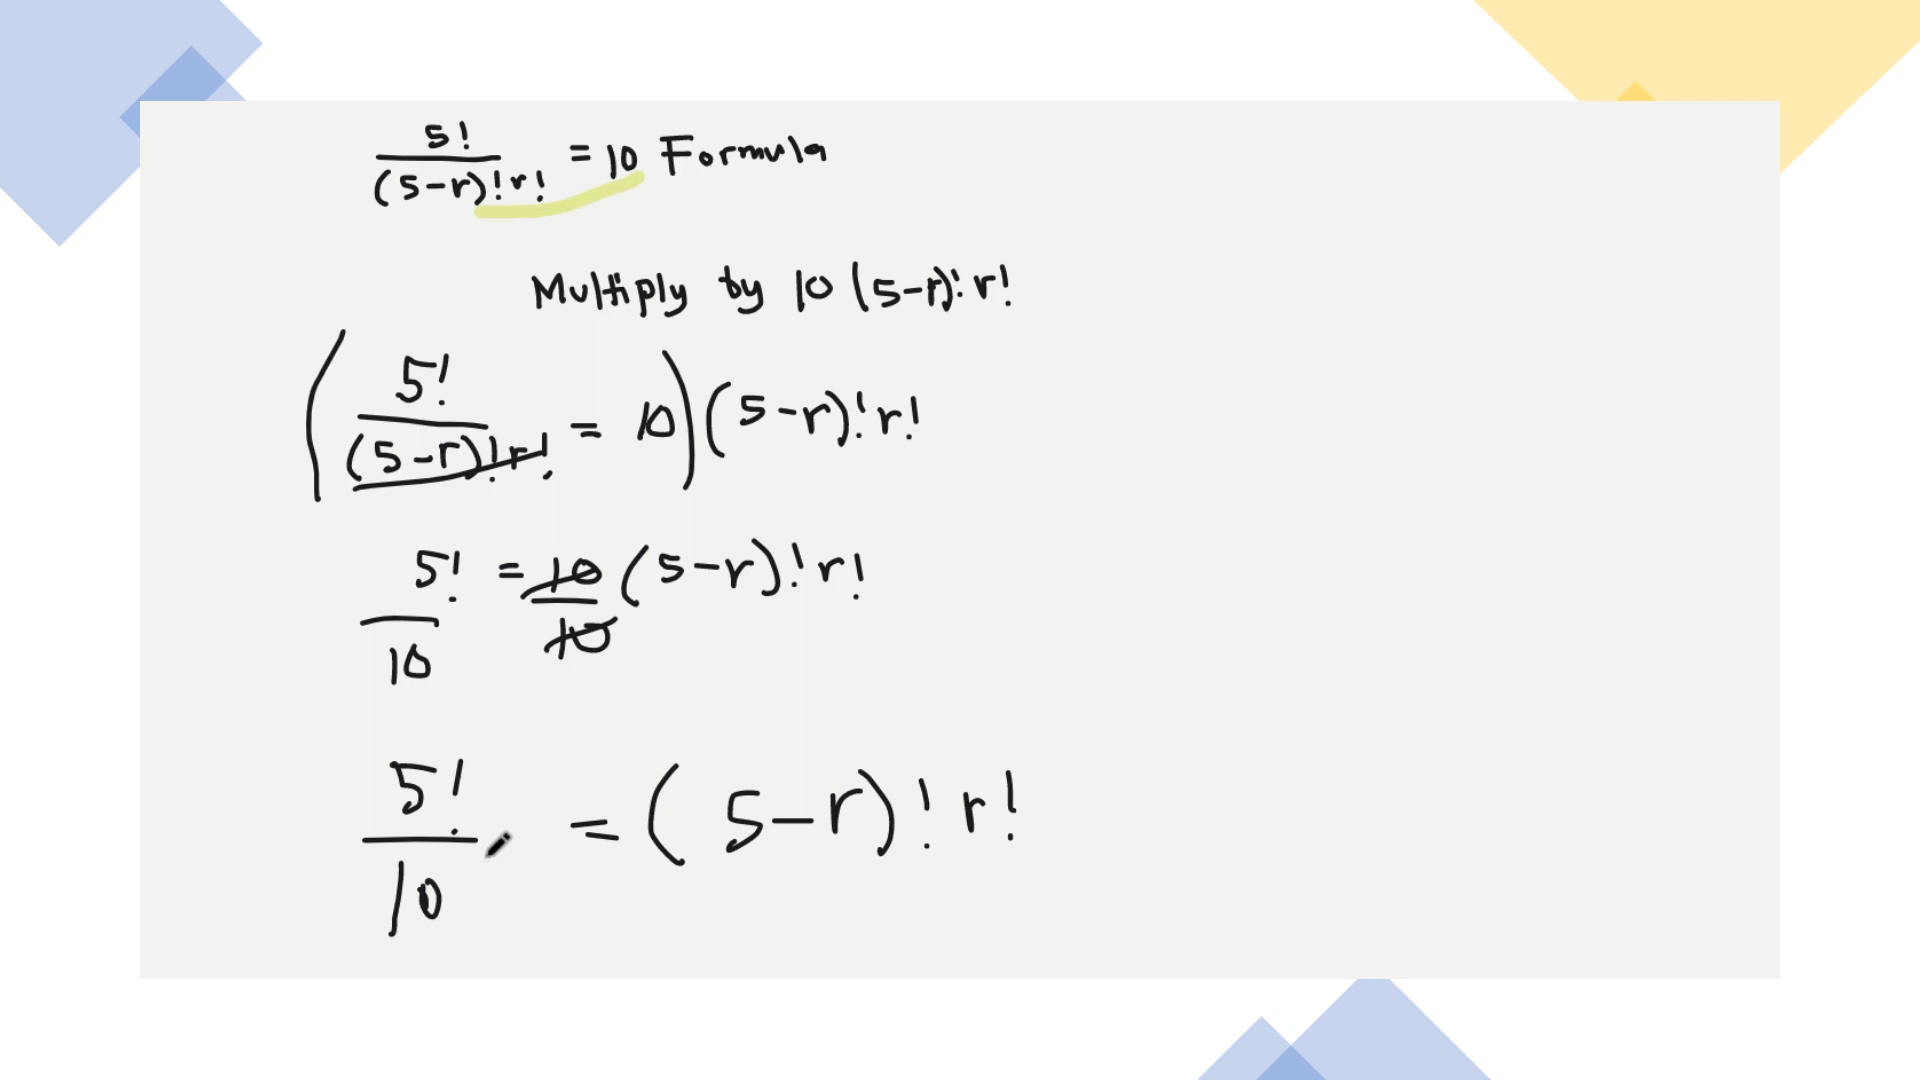 5!
(5-r)!r! = 10 Formula
Multiply by 10 (5-r)!r!
5!
(5-r)!r! = 10) (5-r)!r!
5! = 10 (5-r)!r!
10 10
5! = (5-r)!r!
10